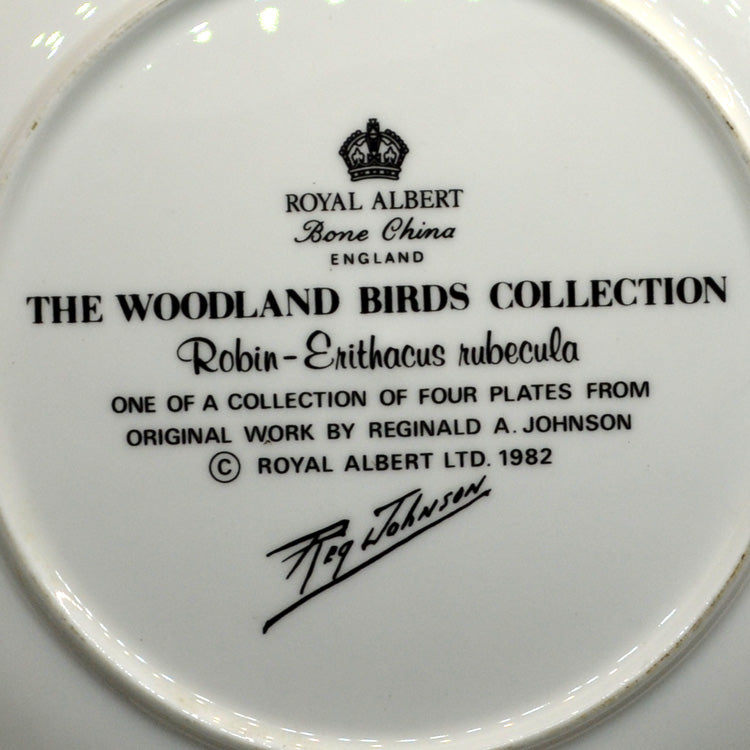 ROYAL ALBERT
Bone China
ENGLAND
THE WOODLAND BIRDS COLLECTION
Robin-Erithacus rubecula
ONE OF A COLLECTION OF FOUR PLATES FROM
ORIGINAL WORK BY REGINALD A. JOHNSON
© ROYAL ALBERT LTD. 1982
Reg Johnson